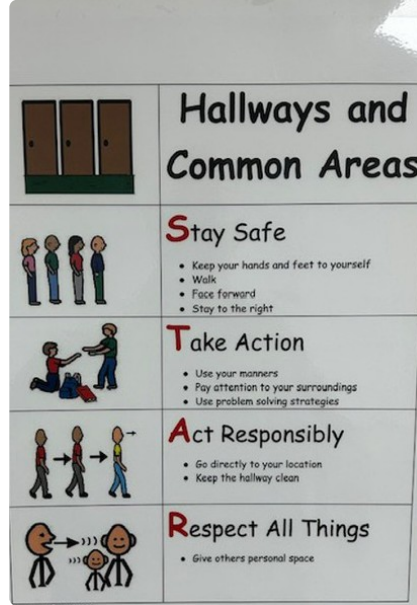 Hallways and
Common Areas
Stay Safe
• Keep your hands and feet to yourself
• Walk
• Face forward
• Stay to the right
Take Action
• Use your manners
• Pay attention to your surroundings
• Use problem solving strategies
Act Responsibly
• Go directly to your location
• Keep the hallway clean
Respect All Things
• Give others personal space